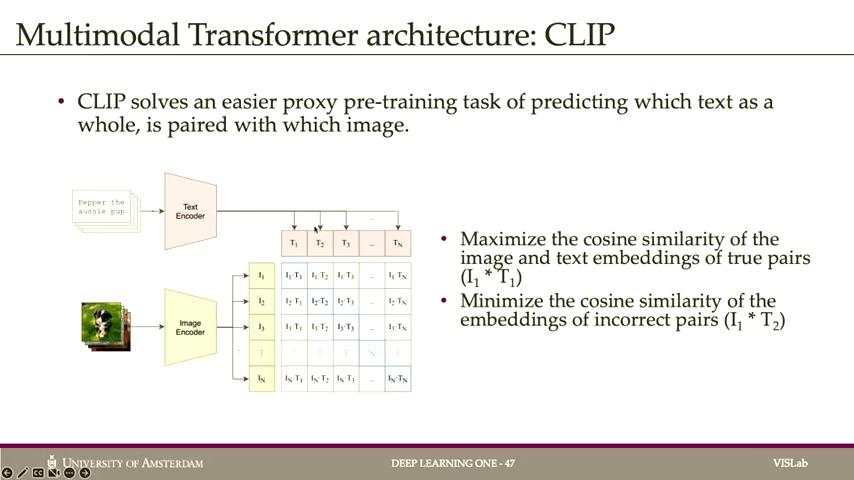 Multimodal Transformer architecture: CLIP
• CLIP solves an easier proxy pre-training task of predicting which text as a
whole, is paired with which image.
Pepper the
aussie pup
Text
Encoder
...
T1 T2 T3 ... TN
Image
Encoder
I1 I1·T1 I1·T2 I1·T3 ... I1·TN
I2 I2·T1 I2·T2 I2·T3 ... I2·TN
I3 I3·T1 I3·T2 I3·T3 ... I3·TN
⋮ ⋮ ⋮ ⋮ ⋮ ⋱ ⋮
IN IN·T1 IN·T2 IN·T3 ... IN·TN
• Maximize the cosine similarity of the
image and text embeddings of true pairs
(I1 * T1)
• Minimize the cosine similarity of the
embeddings of incorrect pairs (I1 * T2)
UNIVERSITY OF AMSTERDAM
DEEP LEARNING ONE - 47
VISLab